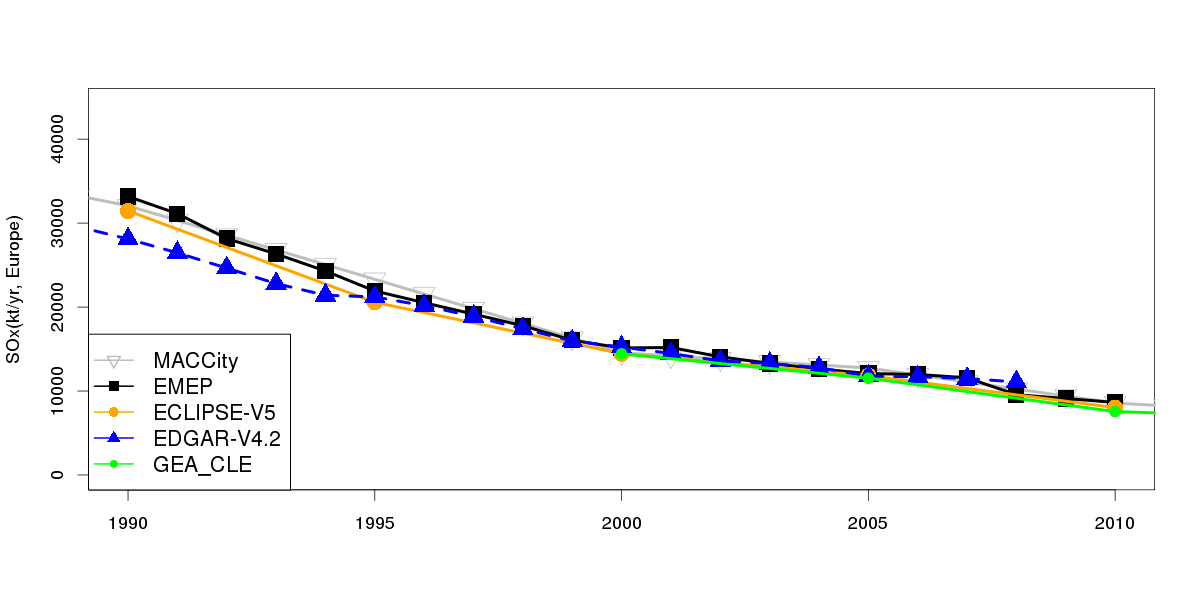 40000
30000
20000
10000
0
SOx(kt/yr, Europe)
MACCity
EMEP
ECLIPSE-V5
EDGAR-V4.2
GEA_CLE
1990 1995 2000 2005 2010